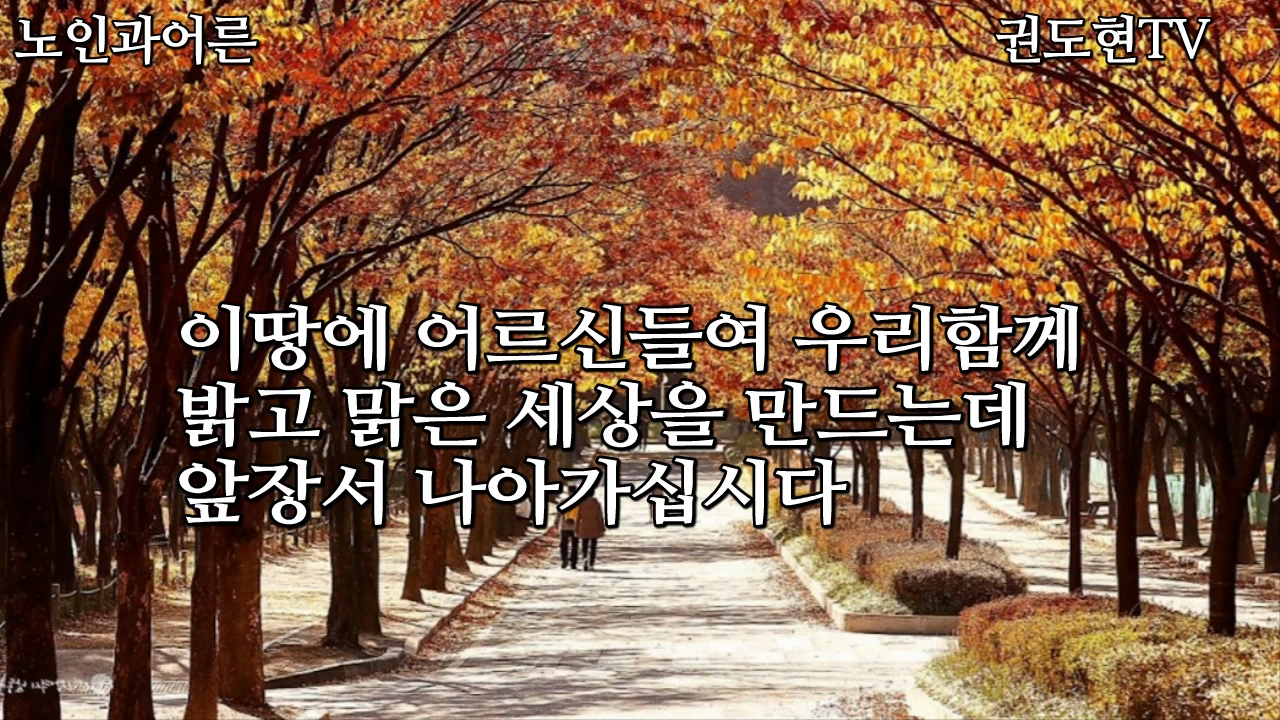 노인과어른
권도현TV
이땅에 어르신들여 우리함께
밝고 맑은 세상을 만드는데
앞장서 나아가십시다